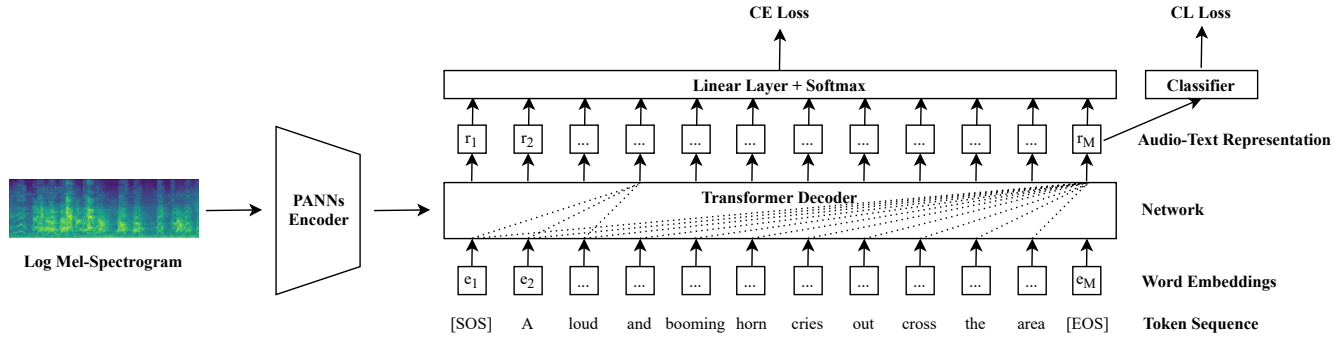 CE Loss
CL Loss
Linear Layer + Softmax
Classifier
r1 r2 ... ... ... ... ... ... ... ... ... rM
Audio-Text Representation
PANNs
Encoder
Transformer Decoder
Network
Log Mel-Spectrogram
e1 e2 ... ... ... ... ... ... ... ... ... eM
Word Embeddings
[SOS] A loud and booming horn cries out cross the area [EOS]
Token Sequence